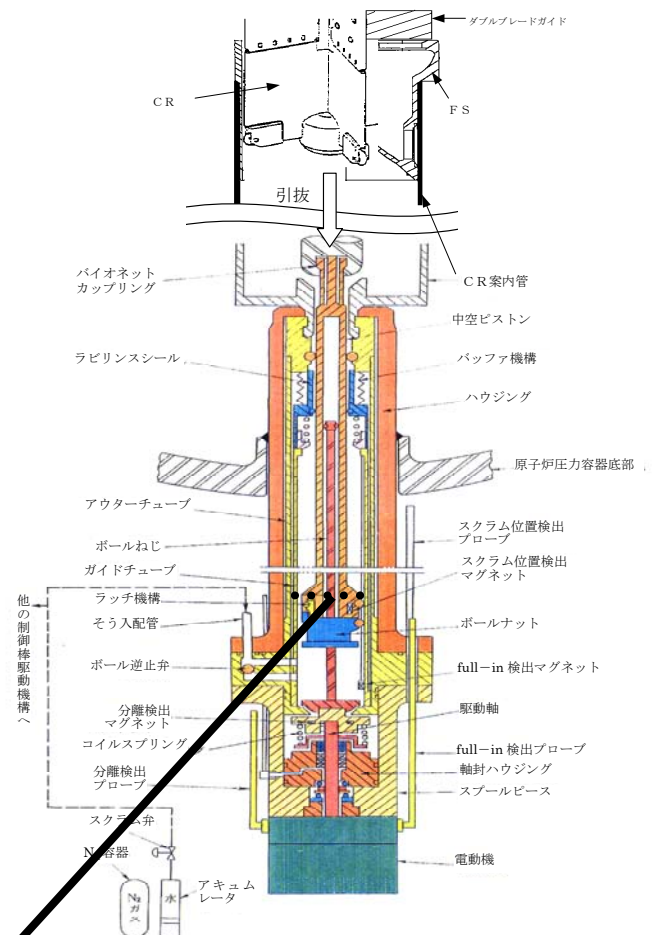 ダブルブレードガイド
ＣＲ
ＦＳ
引抜
バイオネット
カップリング
ＣＲ案内管
中空ピストン
ラビリンスシール
バッファ機構
ハウジング
原子炉圧力容器底部
アウターチューブ
スクラム位置検出
プローブ
ボールねじ
スクラム位置検出
マグネット
ガイドチューブ
ラッチ機構
そう入配管
ボールナット
他の制御棒駆動機構へ
ボール逆止弁
full－in 検出マグネット
分離検出
マグネット
駆動軸
コイルスプリング
full－in 検出プローブ
分離検出
プローブ
軸封ハウジング
スプールピース
スクラム弁
容器
電動機
アキュム
レータ
N₂
ガス
水